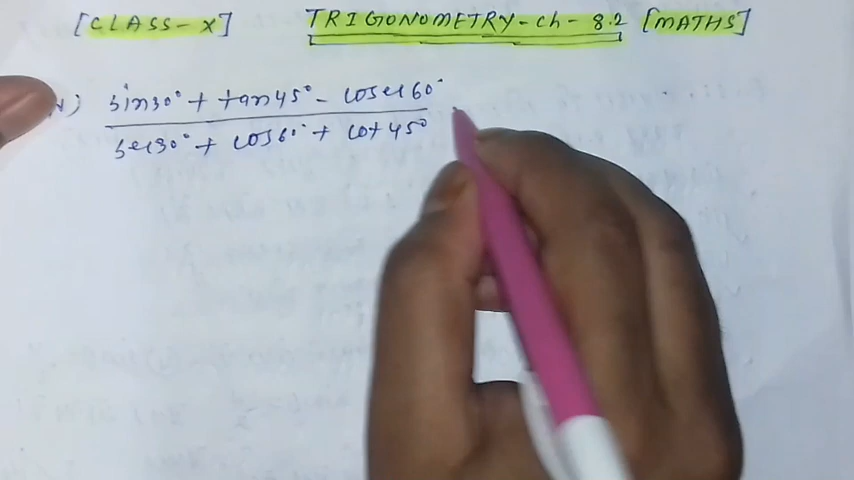 [CLASS-X] TRIGONOMETRY-Ch-8.2 [MATHS]
sin30° + tan45° - cosec60°
sec30° + cos60° + cot45°